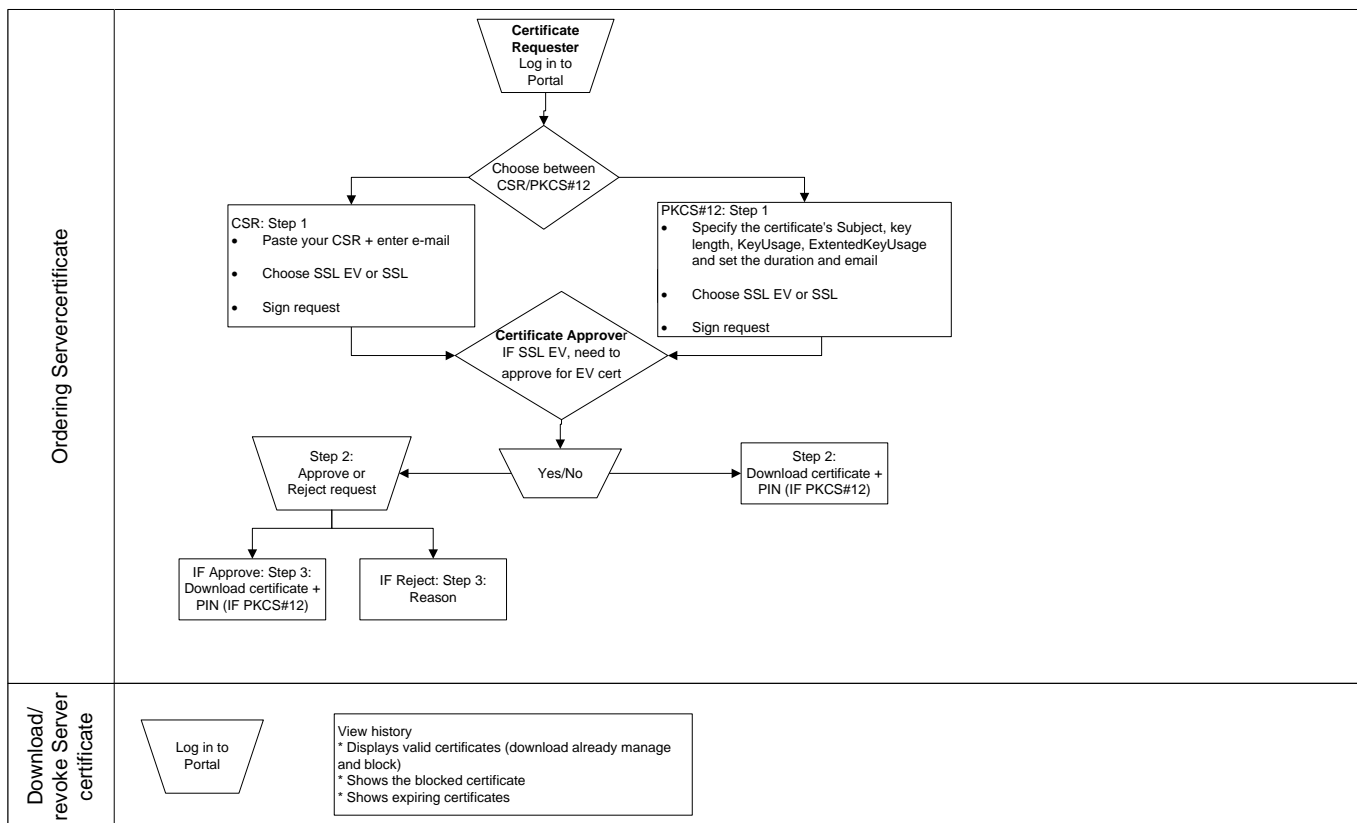 Ordering Servercertificate
Certificate
Requester
Log in to
Portal
Choose between
CSR/PKCS#12
CSR: Step 1
• Paste your CSR + enter e-mail
• Choose SSL EV or SSL
• Sign request
PKCS#12: Step 1
• Specify the certificate's Subject, key
length, KeyUsage, ExtentedKeyUsage
and set the duration and email
• Choose SSL EV or SSL
• Sign request
Certificate Approver
IF SSL EV, need to
approve for EV cert
Step 2:
Approve or
Reject request
Yes/No
Step 2:
Download certificate +
PIN (IF PKCS#12)
IF Approve: Step 3:
Download certificate +
PIN (IF PKCS#12)
IF Reject: Step 3:
Reason
Download/
revoke Server
certificate
Log in to
Portal
View history
* Displays valid certificates (download already manage
and block)
* Shows the blocked certificate
* Shows expiring certificates